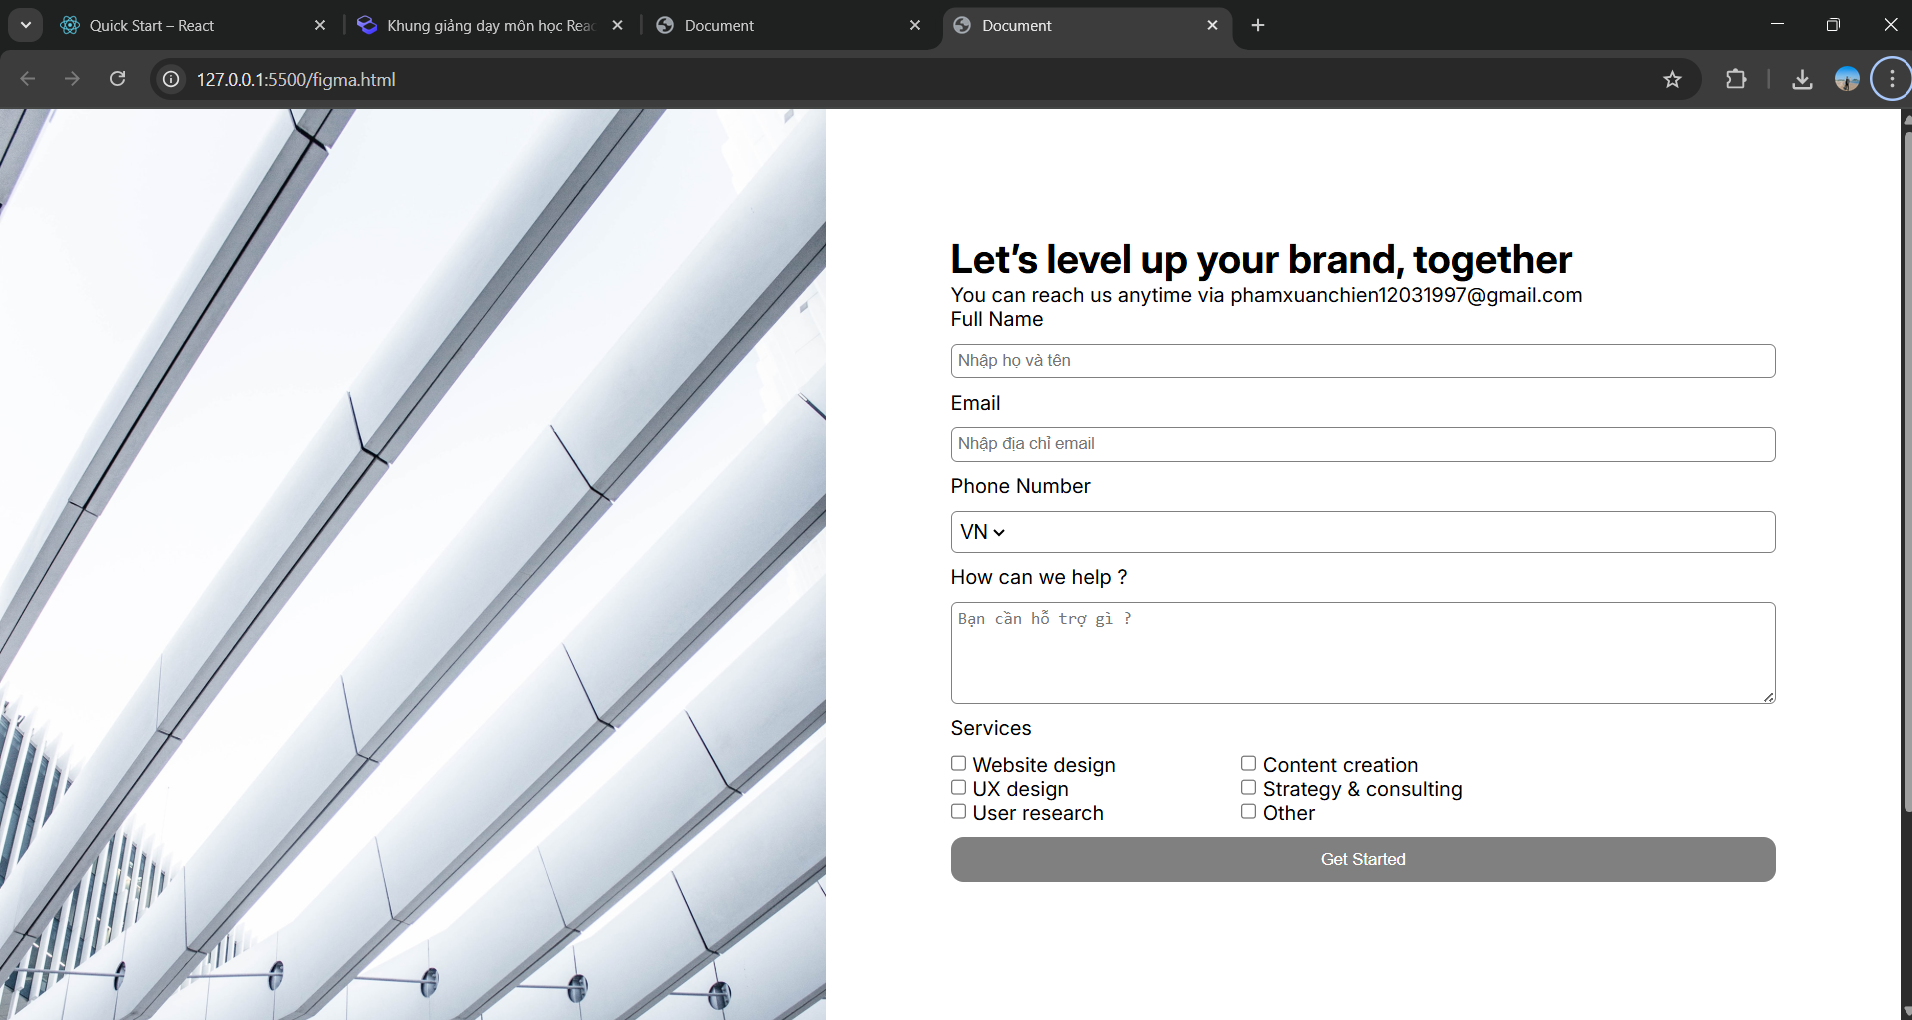 Quick Start – React
Khung giảng dạy môn học Reac
Document
Document
127.0.0.1:5500/figma.html
Let’s level up your brand, together
You can reach us anytime via phamxuanchien12031997@gmail.com
Full Name
Nhập họ và tên
Email
Nhập địa chỉ email
Phone Number
VN
How can we help ?
Bạn cần hỗ trợ gì ?
Services
Website design
Content creation
UX design
Strategy & consulting
User research
Other
Get Started